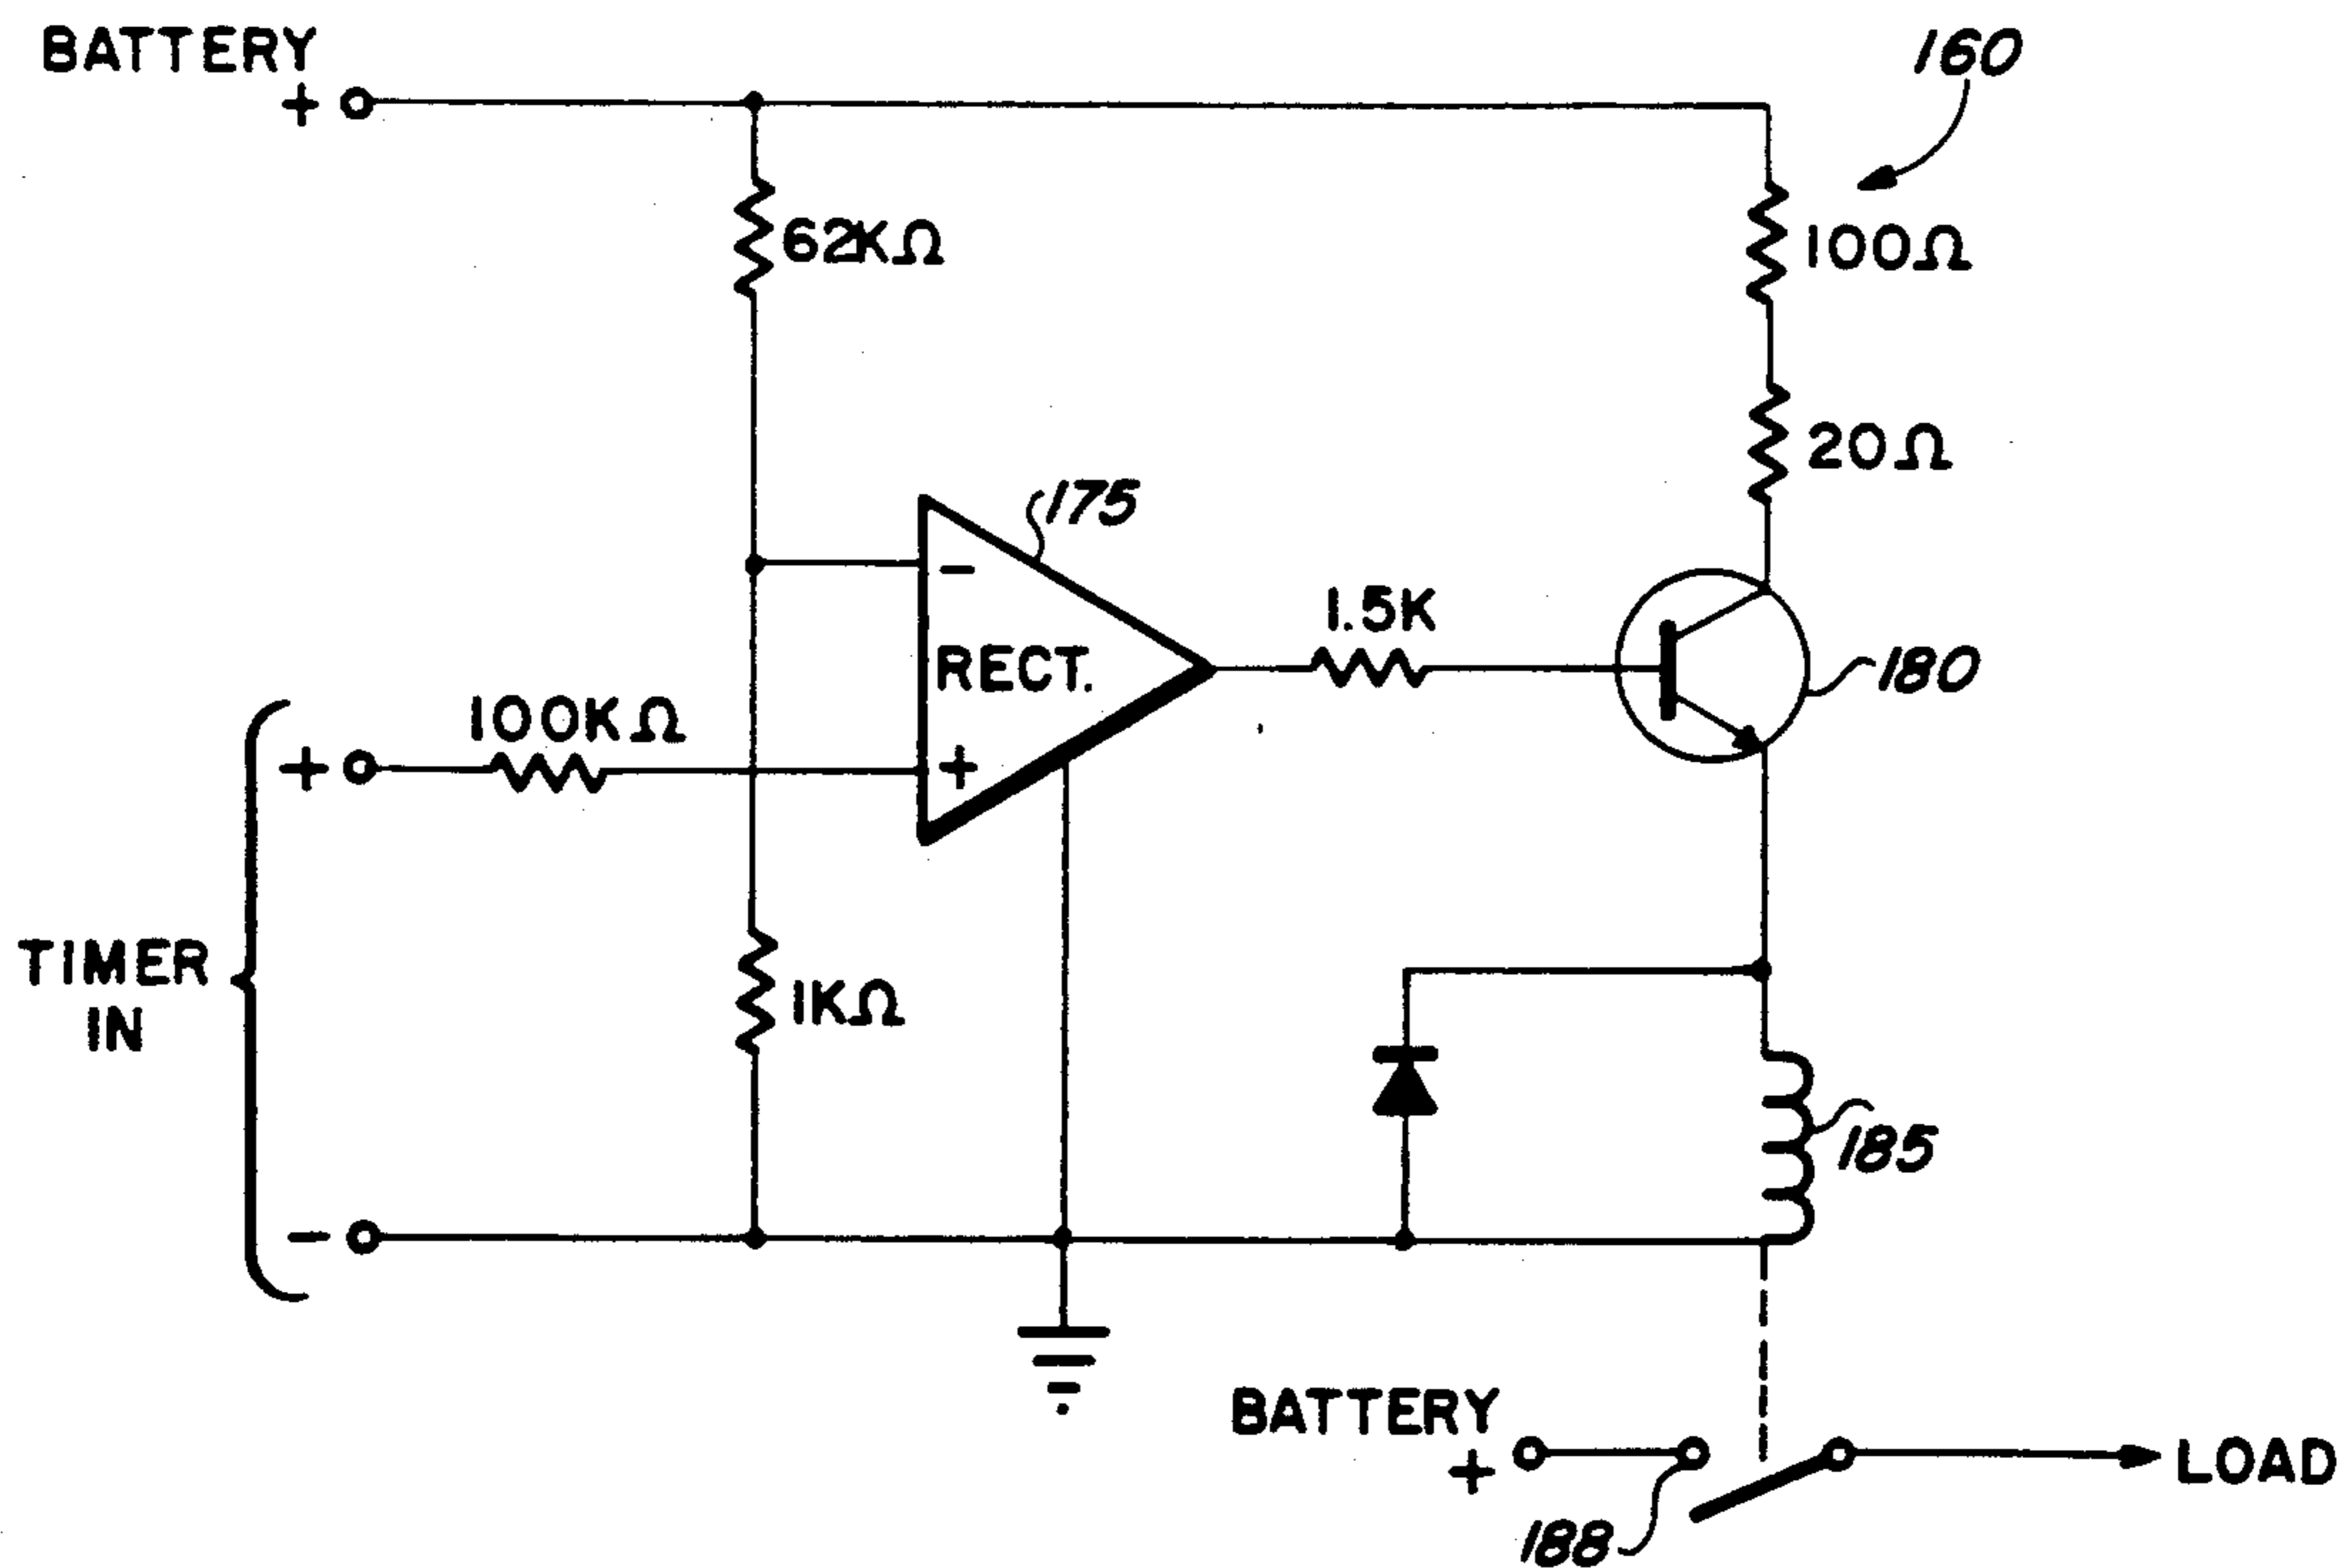 BATTERY
+
160
62KΩ
100Ω
20Ω
175
-
RECT.
+
1.5K
180
100KΩ
+
TIMER
IN
1KΩ
-
185
BATTERY
+
LOAD
188